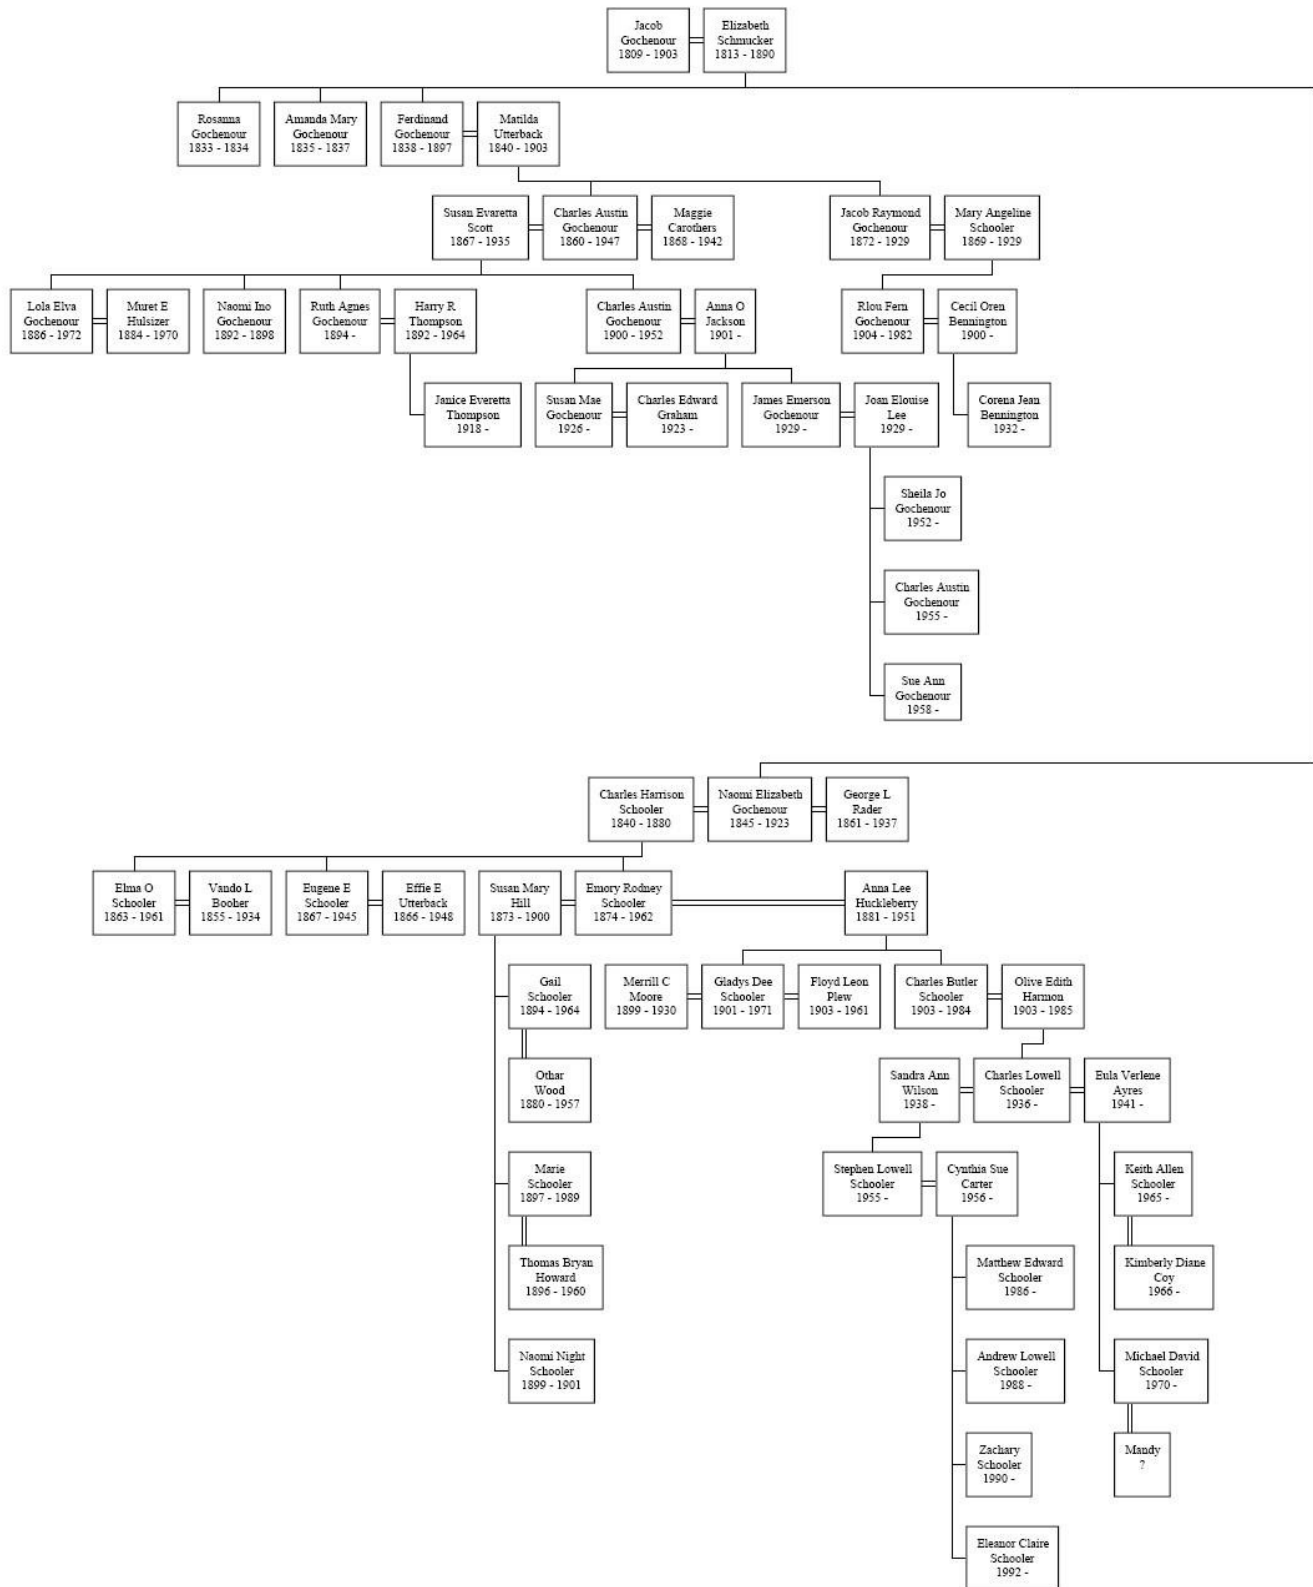 Jacob
Gochenour
1809 - 1903
Elizabeth
Schmucker
1813 - 1890
Rosanna
Gochenour
1833 - 1834
Amanda Mary
Gochenour
1835 - 1837
Ferdinand
Gochenour
1838 - 1897
Matilda
Utterback
1840 - 1903
Susan Evaretta
Scott
1867 - 1935
Charles Austin
Gochenour
1860 - 1947
Maggie
Carothers
1868 - 1942
Jacob Raymond
Gochenour
1872 - 1929
Mary Angeline
Schooler
1869 - 1929
Lola Elva
Gochenour
1886 - 1972
Muret E
Hulsizer
1884 - 1970
Naomi Ino
Gochenour
1892 - 1898
Ruth Agnes
Gochenour
1894 -
Harry R
Thompson
1892 - 1964
Charles Austin
Gochenour
1900 - 1952
Anna O
Jackson
1901 -
Rlou Fern
Gochenour
1904 - 1982
Cecil Oren
Bennington
1900 -
Janice Everetta
Thompson
1918 -
Susan Mae
Gochenour
1926 -
Charles Edward
Graham
1923 -
James Emerson
Gochenour
1929 -
Joan Elouise
Lee
1929 -
Corena Jean
Bennington
1932 -
Sheila Jo
Gochenour
1952 -
Charles Austin
Gochenour
1955 -
Sue Ann
Gochenour
1958 -
Charles Harrison
Schooler
1840 - 1880
Naomi Elizabeth
Gochenour
1845 - 1923
George L
Rader
1861 - 1937
Elma O
Schooler
1863 - 1961
Vando L
Booher
1855 - 1934
Eugene E
Schooler
1867 - 1945
Effie E
Utterback
1866 - 1948
Susan Mary
Hill
1873 - 1900
Emory Rodney
Schooler
1874 - 1962
Anna Lee
Huckleberry
1881 - 1951
Gail
Schooler
1894 - 1964
Merrill C
Moore
1899 - 1930
Gladys Dee
Schooler
1901 - 1971
Floyd Leon
Plew
1903 - 1961
Charles Butler
Schooler
1903 - 1984
Olive Edith
Harmon
1903 - 1985
Othar
Wood
1880 - 1957
Sandra Ann
Wilson
1938 -
Charles Lowell
Schooler
1936 -
Eula Verlene
Ayres
1941 -
Marie
Schooler
1897 - 1989
Stephen Lowell
Schooler
1955 -
Cynthia Sue
Carter
1956 -
Keith Allen
Schooler
1965 -
Thomas Bryan
Howard
1896 - 1960
Matthew Edward
Schooler
1986 -
Kimberly Diane
Coy
1966 -
Naomi Night
Schooler
1899 - 1901
Andrew Lowell
Schooler
1988 -
Michael David
Schooler
1970 -
Zachary
Schooler
1990 -
Mandy
?
Eleanor Claire
Schooler
1992 -